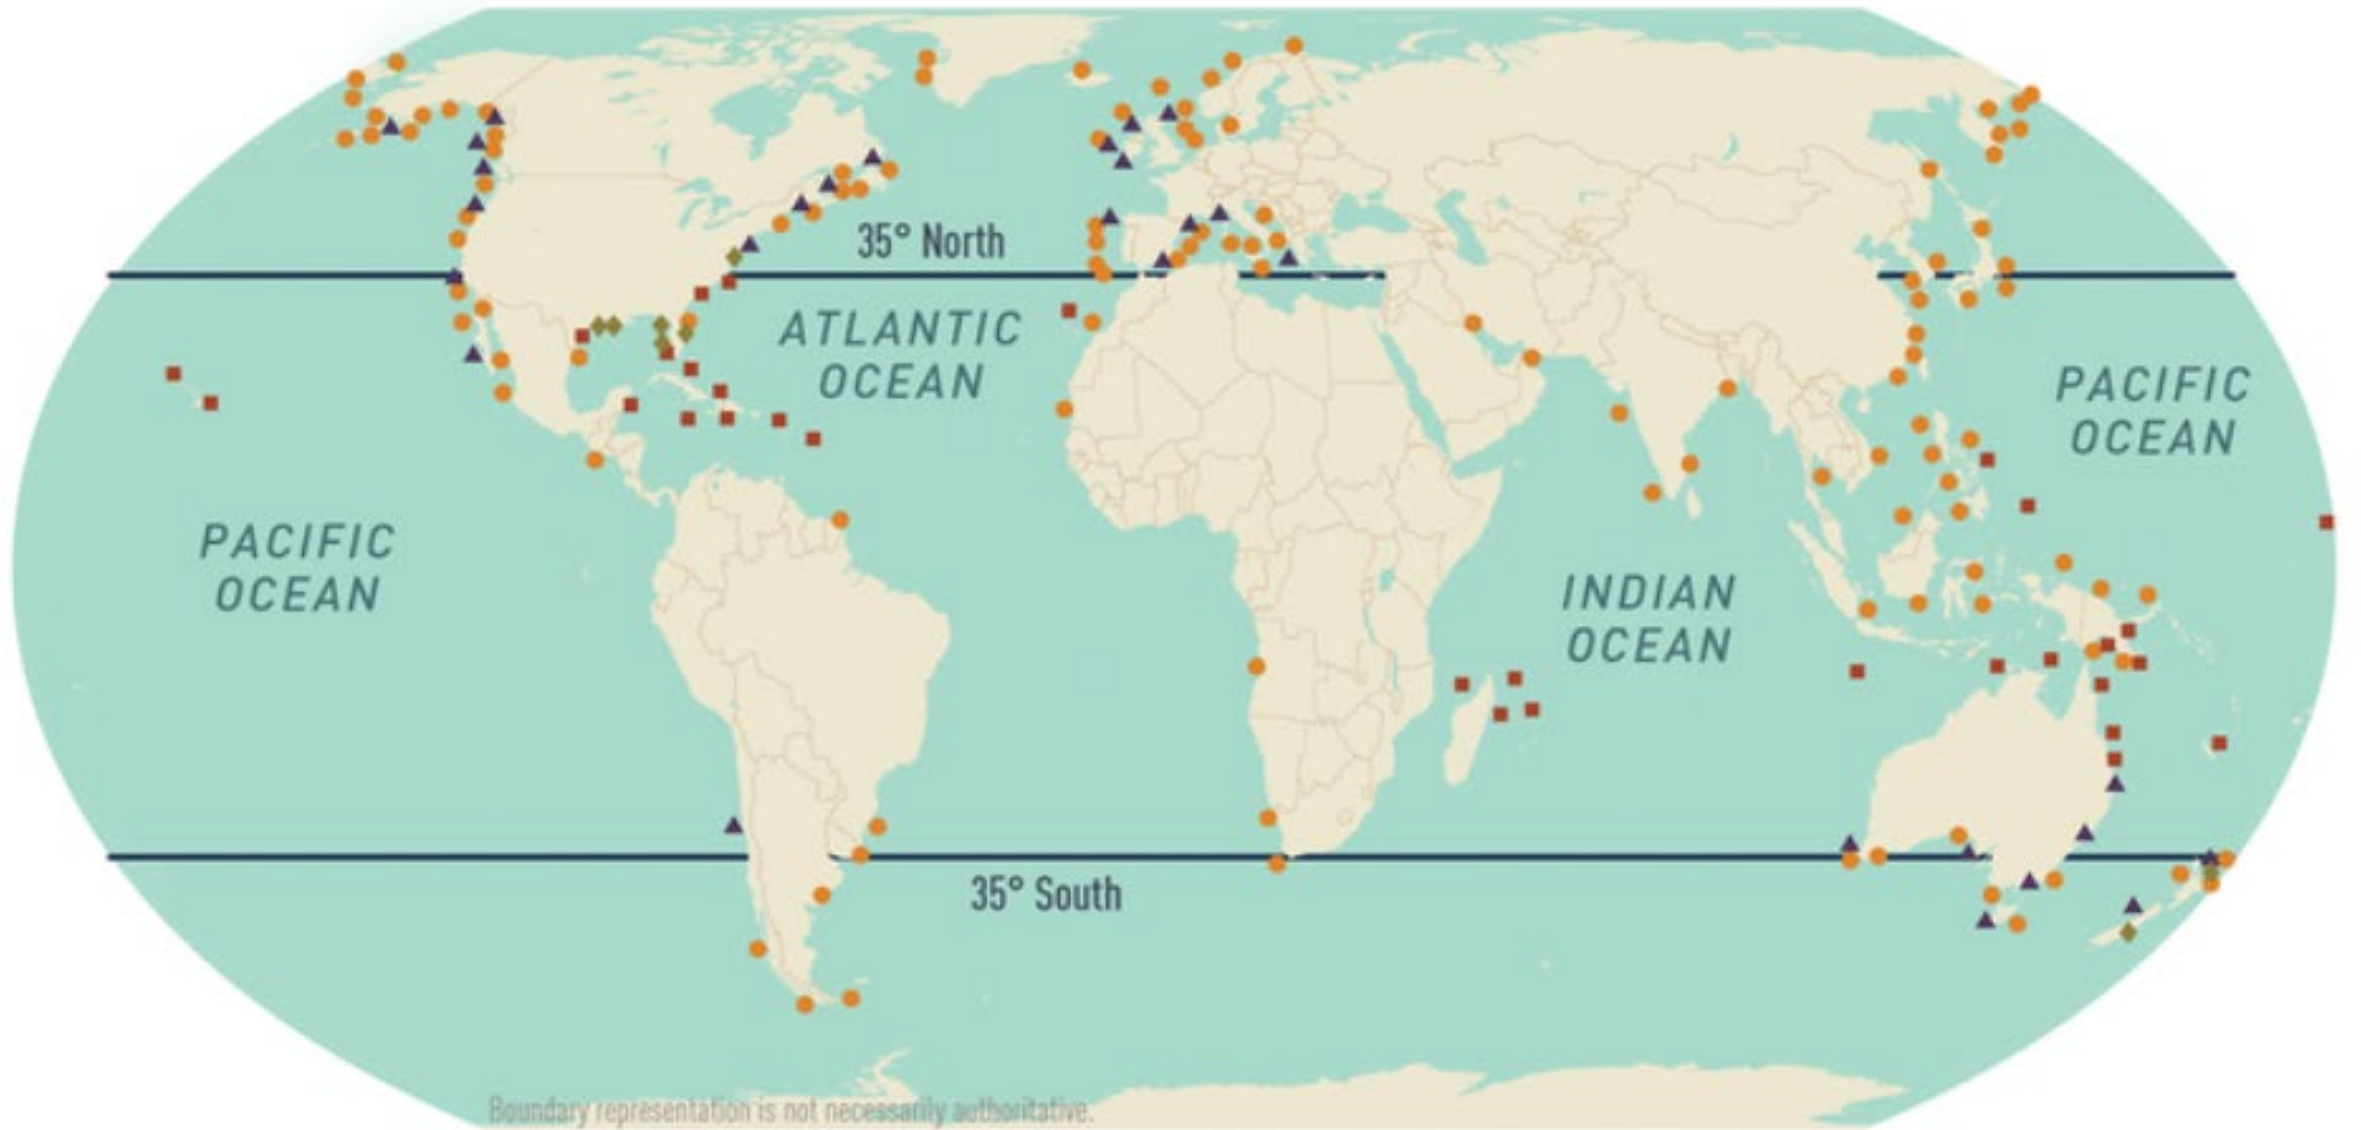 35° North
ATLANTIC
OCEAN
PACIFIC
OCEAN
PACIFIC
OCEAN
INDIAN
OCEAN
35° South
Boundary representation is not necessarily authoritative.